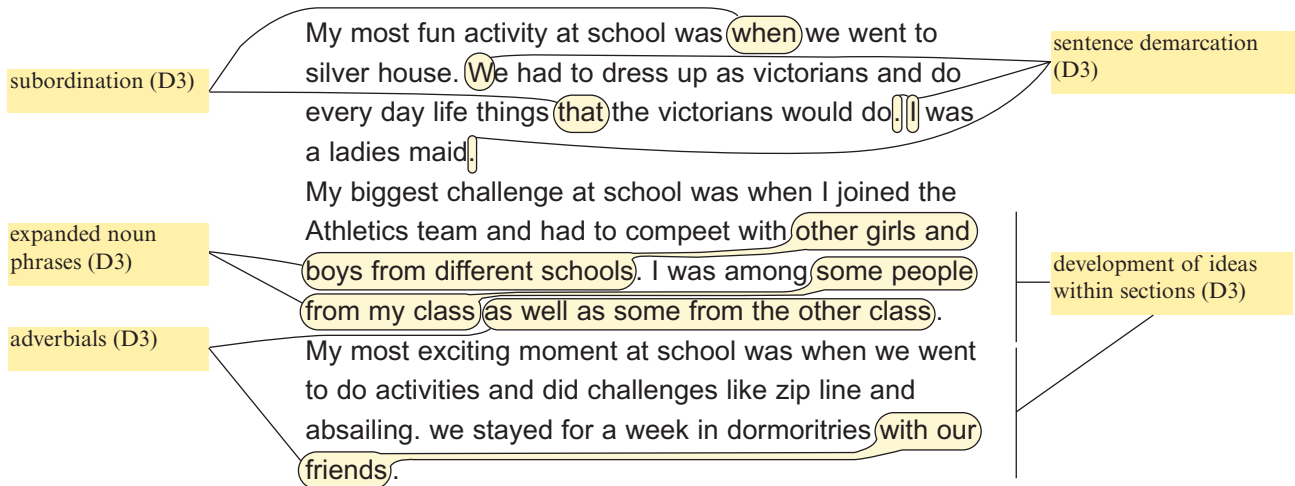 subordination (D3)
expanded noun
phrases (D3)
adverbials (D3)
My most fun activity at school was when we went to
silver house. We had to dress up as victorians and do
every day life things that the victorians would do. I was
a ladies maid.
My biggest challenge at school was when I joined the
Athletics team and had to compeet with other girls and
boys from different schools. I was among some people
from my class as well as some from the other class.
My most exciting moment at school was when we went
to do activities and did challenges like zip line and
absailing. we stayed for a week in dormoritries with our
friends.
sentence demarcation
(D3)
development of ideas
within sections (D3)